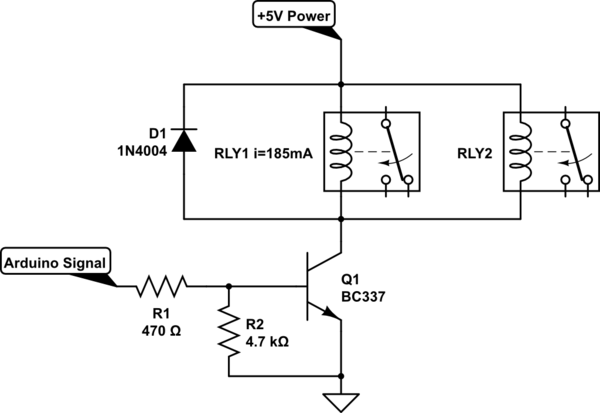 +5V Power
D1
1N4004
RLY1 i=185mA
RLY2
Arduino Signal
R1
470 Ω
R2
4.7 kΩ
Q1
BC337